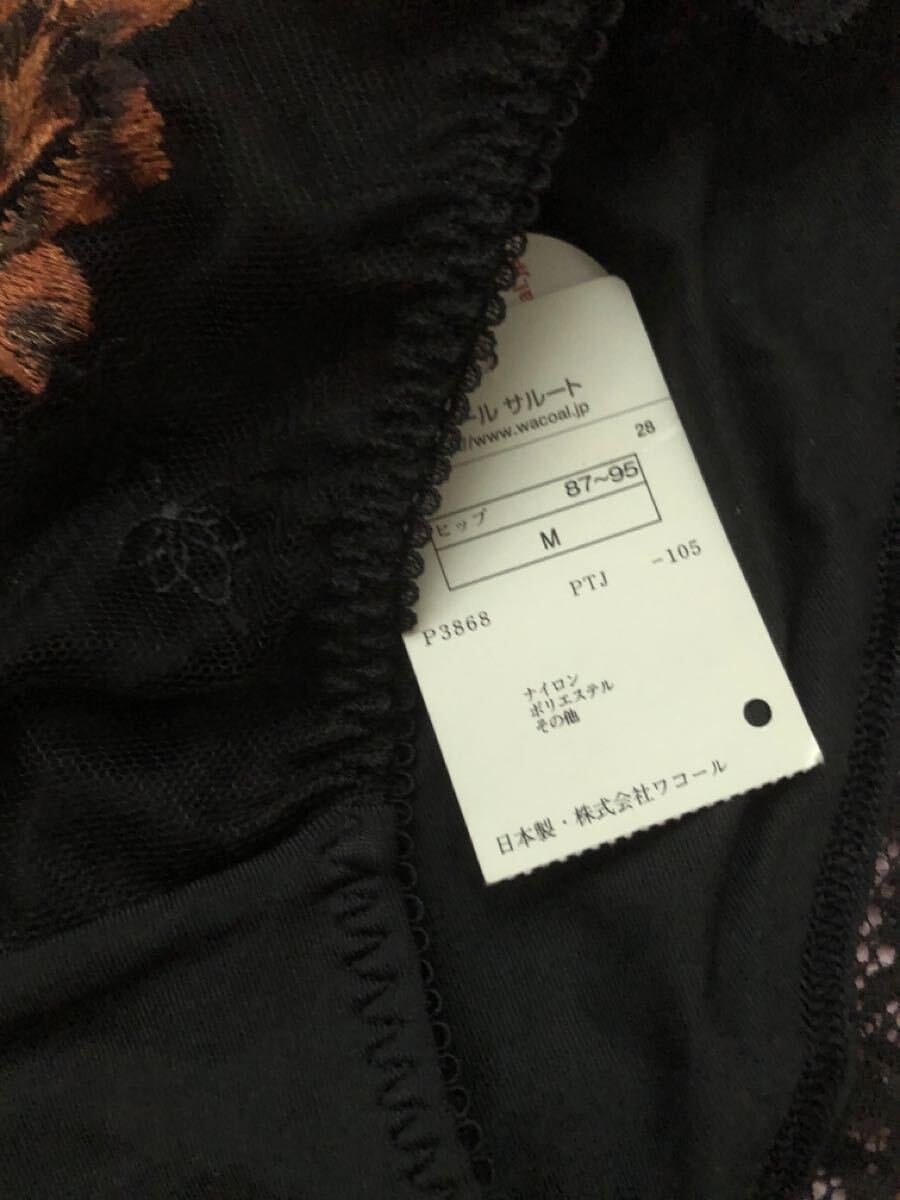 ール サルート
//www.wacoal.jp
28
ヒップ 87~95
M
P3868 PTJ -105
ナイロン
ポリエステル
その他
日本製・株式会社ワコール